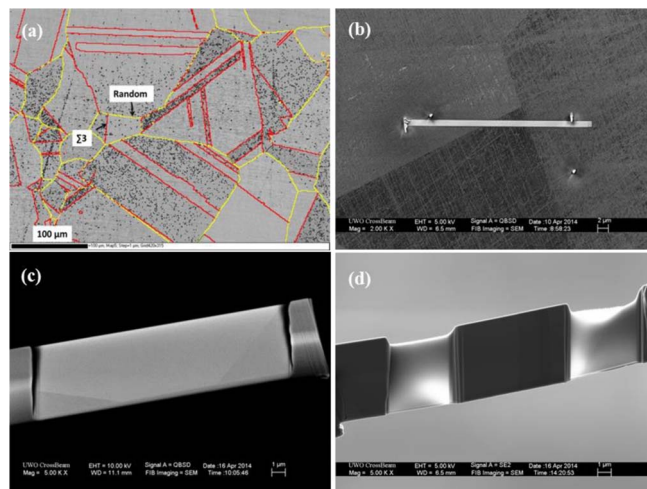 (a)
Random
∑3
100 μm
(b)
UWO CrossBeam
EHT = 5.00 kV
Signal A = QBSD
Date :10 Apr 2014
2 μm
Mag = 2.00 K X
WD = 6.5 mm
FIB Imaging = SEM
Time :8:58:23
(c)
UWO CrossBeam
EHT = 10.00 kV
Signal A = QBSD
Date :16 Apr 2014
1 μm
Mag = 5.00 K X
WD = 11.1 mm
FIB Imaging = SEM
Time :10:05:46
(d)
UWO CrossBeam
EHT = 5.00 kV
Signal A = SE2
Date :16 Apr 2014
1 μm
Mag = 5.00 K X
WD = 6.5 mm
FIB Imaging = SEM
Time :14:20:53